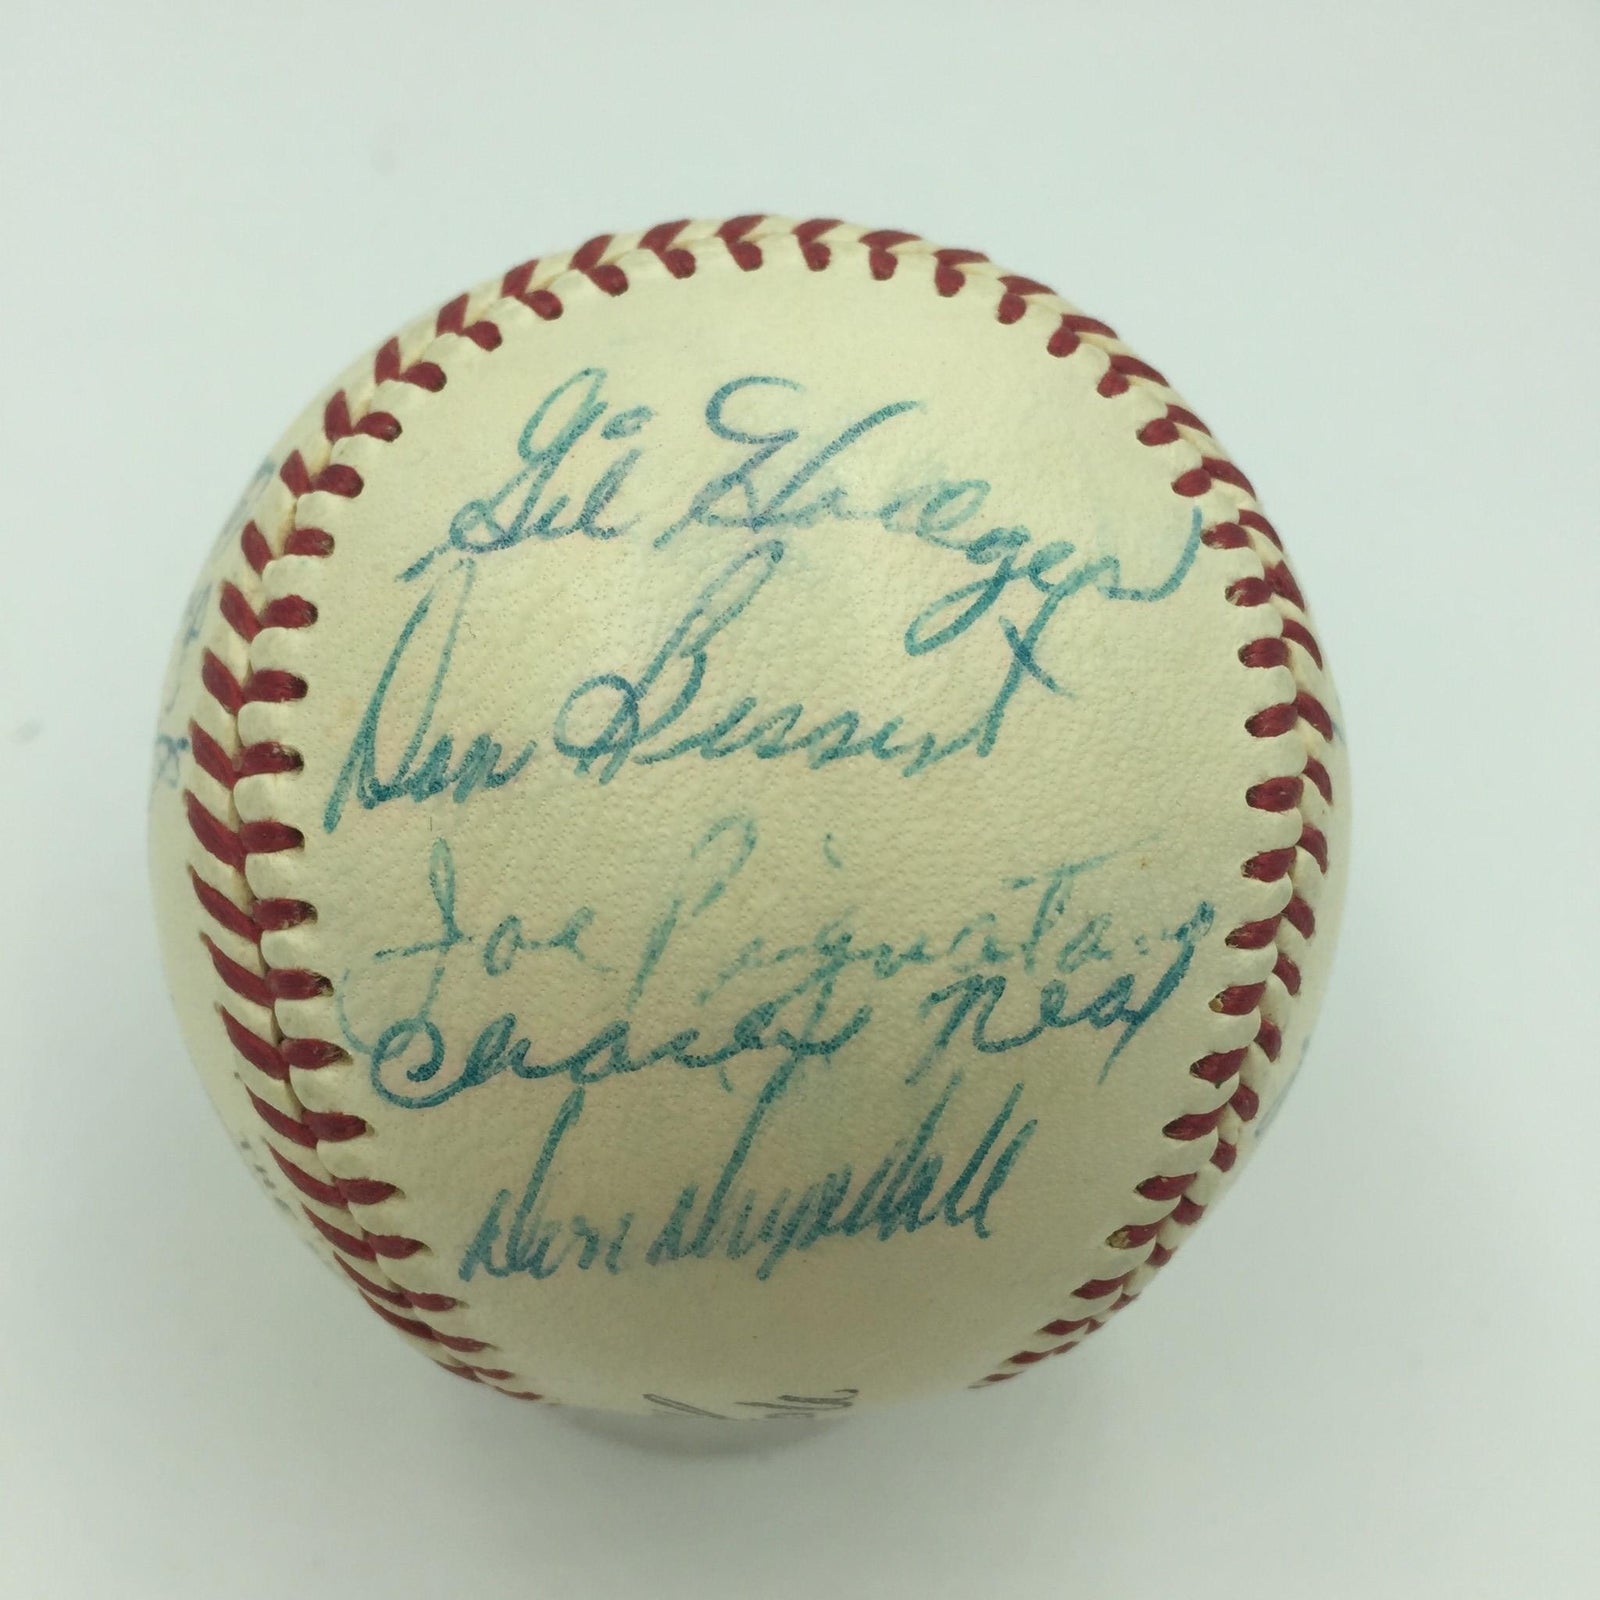 Gil Hodges
Don Bessent
Joe Pignatano
Charley Neal
Don Drysdale